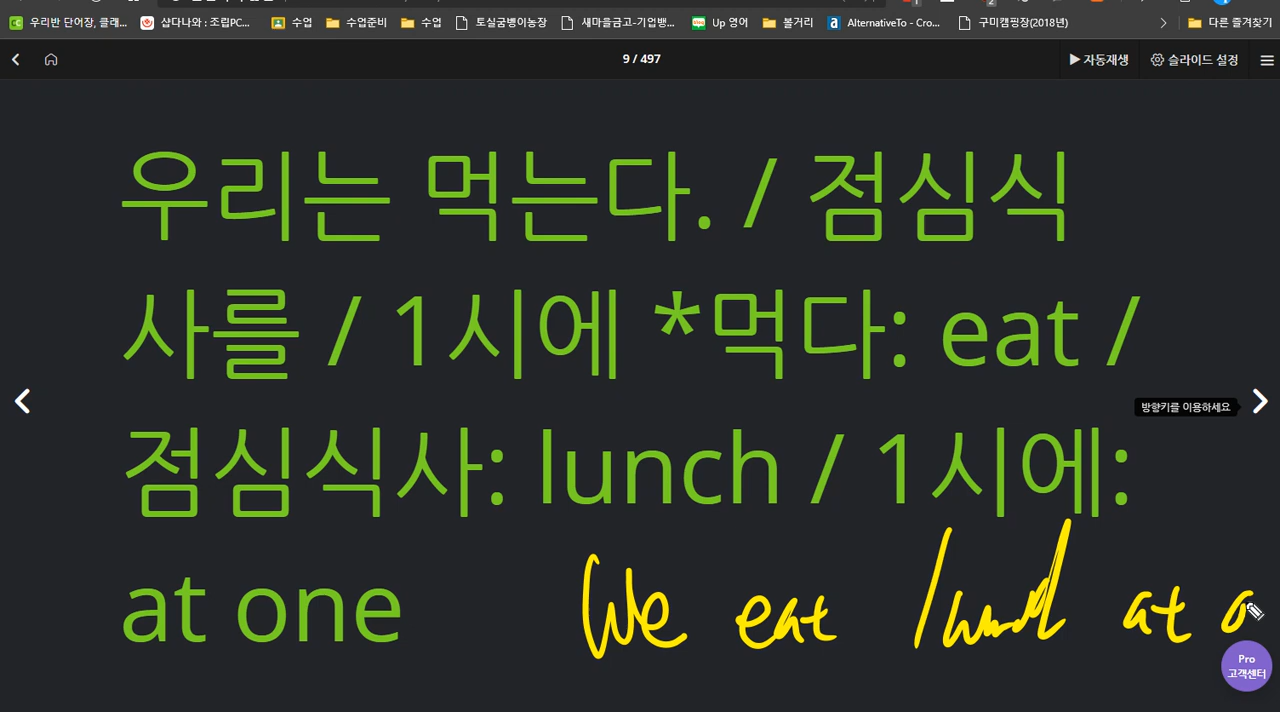 우리반 단어장, 클래... 샵다나와 : 조립PC... 수업 수업준비 수업 토실금뱅이농장 새마을금고-기업뱅... Up 영어 볼거리 AlternativeTo - Cro... 구미캠핑장(2018년) 다른 즐겨찾기
9 / 497 ▶ 자동재생 슬라이드 설정
우리는 먹는다. / 점심식
사를 / 1시에 *먹다: eat /
방향키를 이용하세요
점심식사: lunch / 1시에:
at one
We eat lunch at o
Pro
고객센터